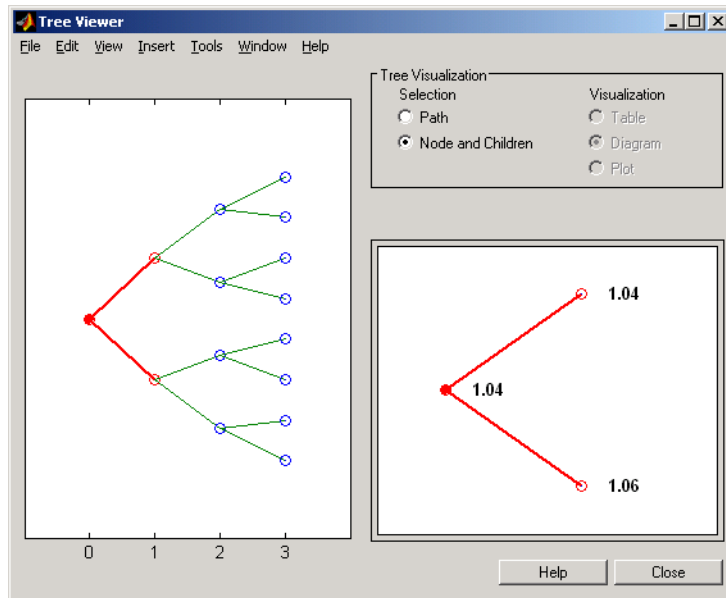 Tree Viewer
File Edit View Insert Tools Window Help
Tree Visualization
Selection
Path
Node and Children
Visualization
Table
Diagram
Plot
0 1 2 3
1.04
1.04
1.06
Help Close